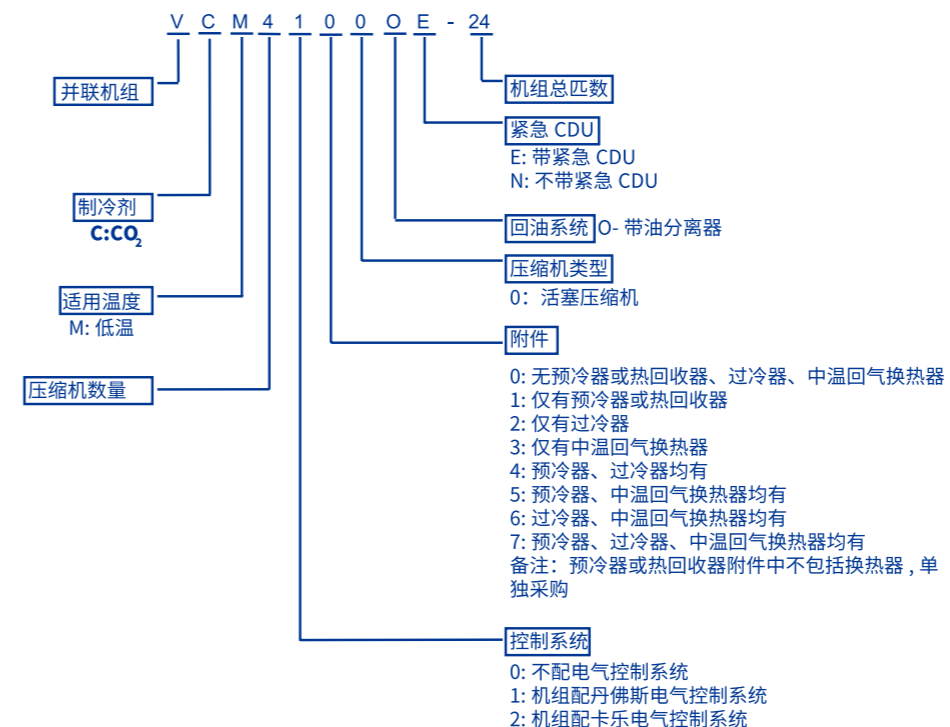 V C M 4 1 0 0 O E - 24
并联机组
制冷剂
C:CO₂
适用温度
M: 低温
压缩机数量
机组总匹数
紧急 CDU
E: 带紧急 CDU
N: 不带紧急 CDU
回油系统 O- 带油分离器
压缩机类型
0：活塞压缩机
附件
0: 无预冷器或热回收器、过冷器、中温回气换热器
1: 仅有预冷器或热回收器
2: 仅有过冷器
3: 仅有中温回气换热器
4: 预冷器、过冷器均有
5: 预冷器、中温回气换热器均有
6: 过冷器、中温回气换热器均有
7: 预冷器、过冷器、中温回气换热器均有
备注：预冷器或热回收器附件中不包括换热器 , 单
独采购
控制系统
0: 不配电气控制系统
1: 机组配丹佛斯电气控制系统
2: 机组配卡乐电气控制系统